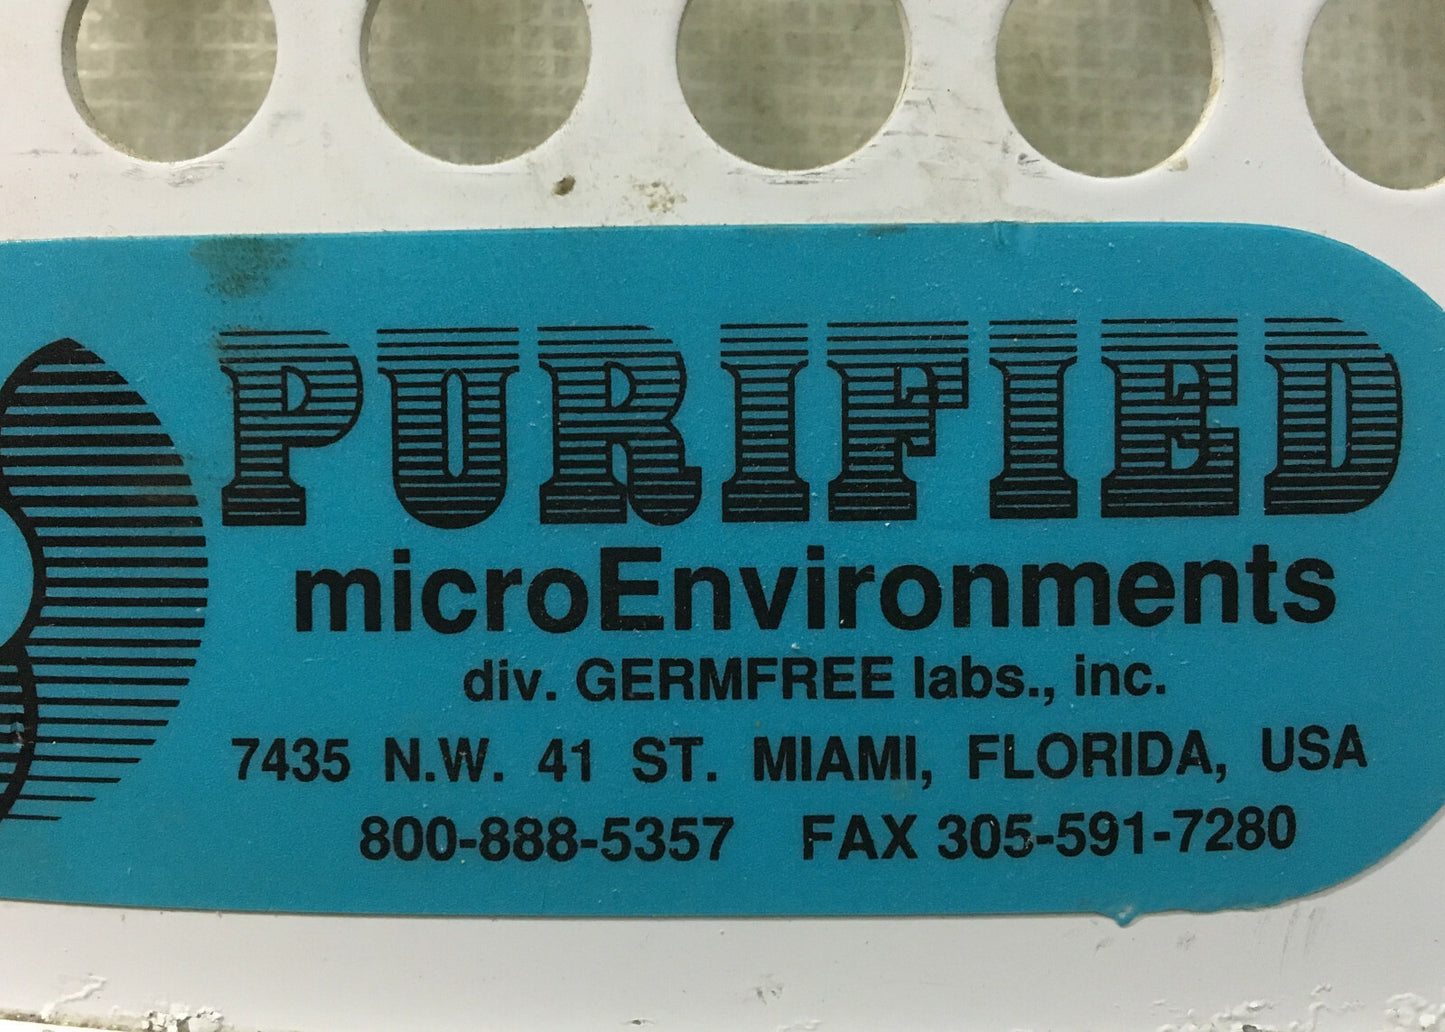 PURIFIED
microEnvironments
div. GERMFREE labs., inc.
7435 N.W. 41 ST. MIAMI, FLORIDA, USA
800-888-5357 FAX 305-591-7280